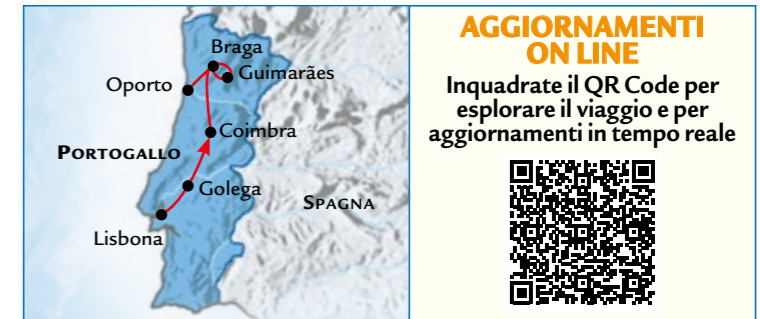 Braga
Guimarães
Oporto
Coimbra
PORTOGALLO
Golega
SPAGNA
Lisbona
AGGIORNAMENTI
ON LINE
Inquadrate il QR Code per
esplorare il viaggio e per
aggiornamenti in tempo reale